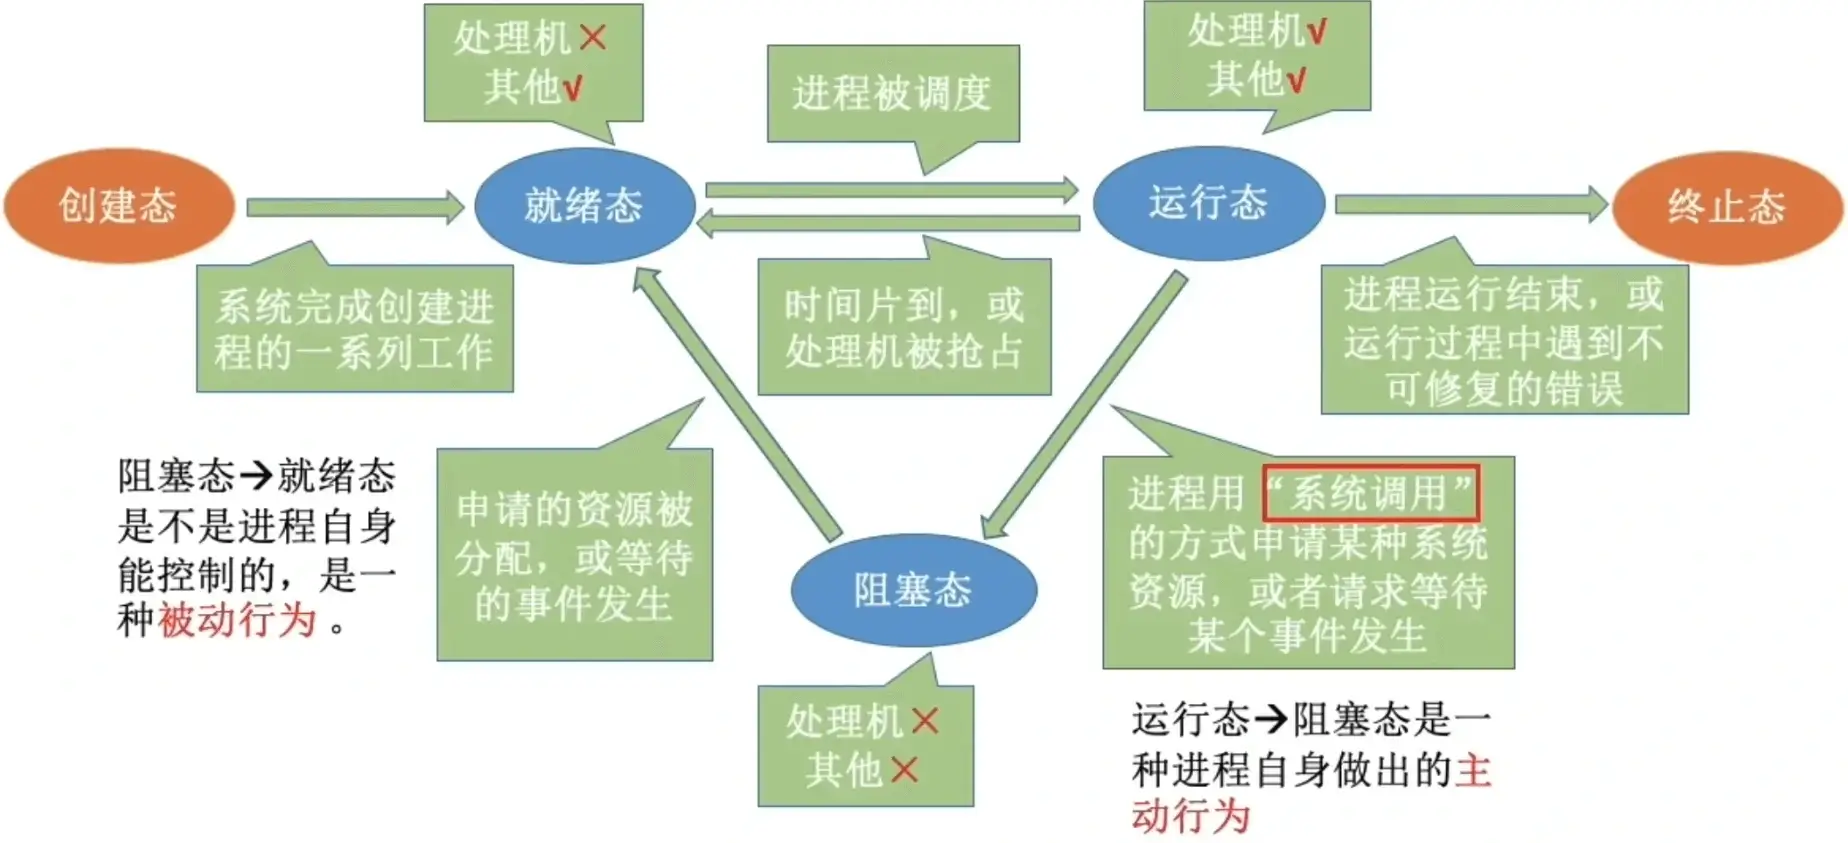 处理机×
其他√
进程被调度
处理机√
其他√
创建态
就绪态
运行态
终止态
系统完成创建进
程的一系列工作
时间片到，或
处理机被抢占
进程运行结束，或
运行过程中遇到不
可修复的错误
阻塞态→就绪态
是不是进程自身
能控制的，是一
种被动行为。
申请的资源被
分配，或等待
的事件发生
阻塞态
进程用“系统调用”
的方式申请某种系统
资源，或者请求等待
某个事件发生
处理机×
其他×
运行态→阻塞态是一
种进程自身做出的主
动行为